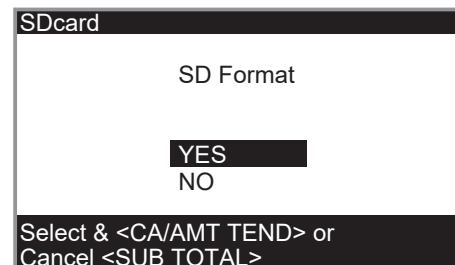 SDcard
SD Format
YES
NO
Select & <CA/AMT TEND> or
Cancel <SUB TOTAL>